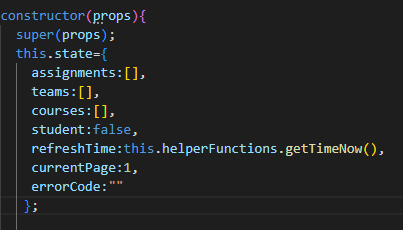 constructor(props){
super(props);
this.state={
assignments:[],
teams:[],
courses:[],
student:false,
refreshTime:this.helperFunctions.getTimeNow(),
currentPage:1,
errorCode:""
};